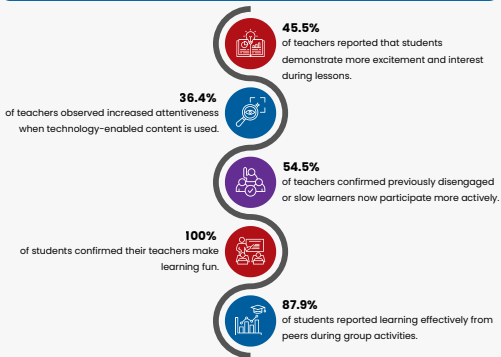 45.5%
of teachers reported that students
demonstrate more excitement and interest
during lessons.
36.4%
of teachers observed increased attentiveness
when technology-enabled content is used.
54.5%
of teachers confirmed previously disengaged
or slow learners now participate more actively.
100%
of students confirmed their teachers make
learning fun.
87.9%
of students reported learning effectively from
peers during group activities.